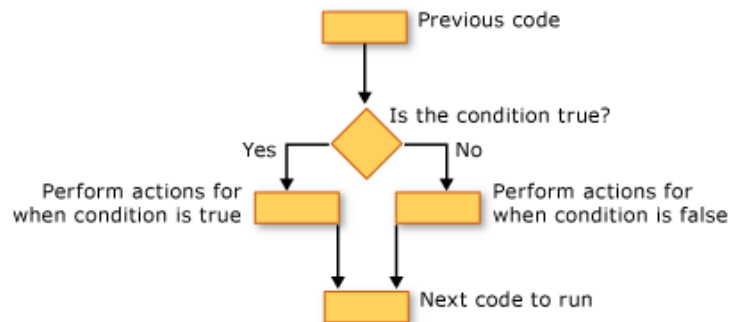 Previous code
Is the condition true?
Yes
No
Perform actions for
when condition is true
Perform actions for
when condition is false
Next code to run